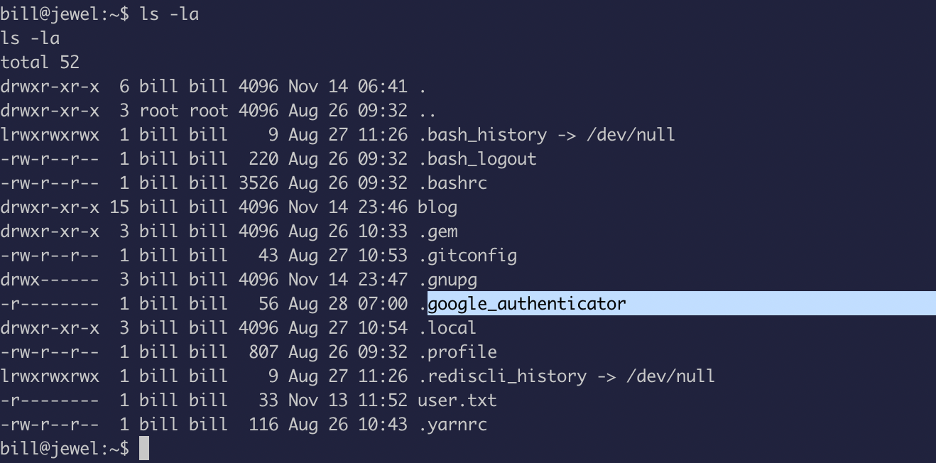 bill@jewel:~$ ls -la
ls -la
total 52
drwxr-xr-x  6 bill bill 4096 Nov 14 06:41 .
drwxr-xr-x  3 root root 4096 Aug 26 09:32 ..
lrwxrwxrwx  1 bill bill    9 Aug 27 11:26 .bash_history -> /dev/null
-rw-r--r--  1 bill bill  220 Aug 26 09:32 .bash_logout
-rw-r--r--  1 bill bill 3526 Aug 26 09:32 .bashrc
drwxr-xr-x 15 bill bill 4096 Nov 14 23:46 blog
drwxr-xr-x  3 bill bill 4096 Aug 26 10:33 .gem
-rw-r--r--  1 bill bill   43 Aug 27 10:53 .gitconfig
drwx------  3 bill bill 4096 Nov 14 23:47 .gnupg
-r--------  1 bill bill   56 Aug 28 07:00 .google_authenticator
drwxr-xr-x  3 bill bill 4096 Aug 27 10:54 .local
-rw-r--r--  1 bill bill  807 Aug 26 09:32 .profile
lrwxrwxrwx  1 bill bill    9 Aug 27 11:26 .rediscli_history -> /dev/null
-r--------  1 bill bill   33 Nov 13 11:52 user.txt
-rw-r--r--  1 bill bill  116 Aug 26 10:43 .yarnrc
bill@jewel:~$